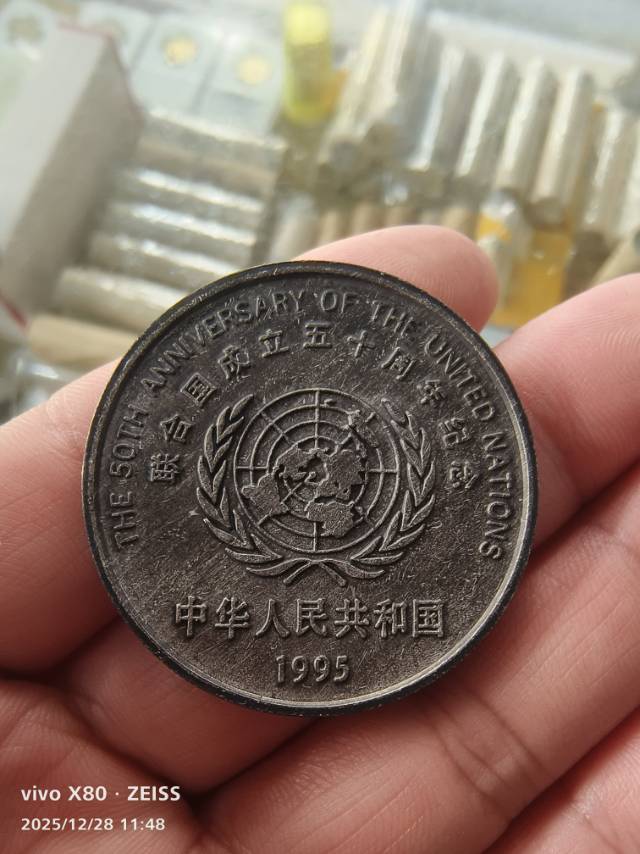 THE 50TH ANNIVERSARY OF THE UNITED NATIONS
联合国成立五十周年纪念
中华人民共和国
1995
vivo X80 · ZEISS
2025/12/28 11:48